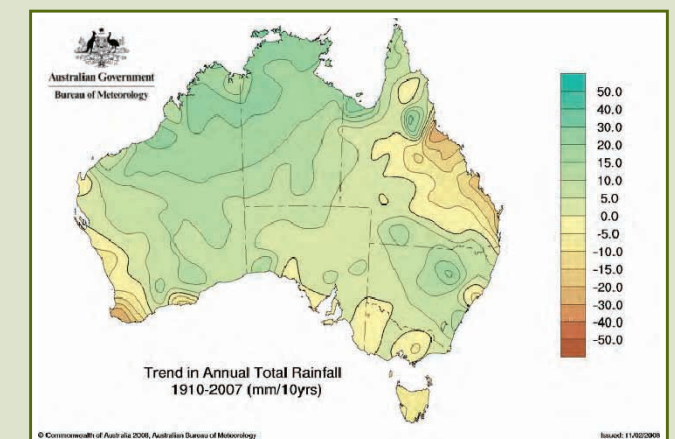 Australian Government
Bureau of Meteorology
50.0
40.0
30.0
20.0
15.0
10.0
5.0
0.0
-5.0
-10.0
-15.0
-20.0
-30.0
-40.0
-50.0
Trend in Annual Total Rainfall
1910-2007 (mm/10yrs)
© Commonwealth of Australia 2008, Australian Bureau of Meteorology
Issued: 11/02/2008